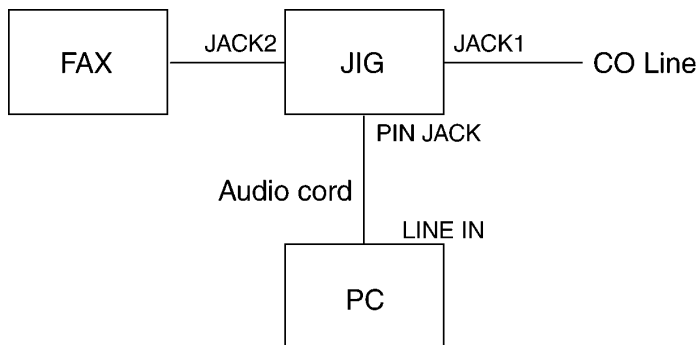 JACK2
JACK1
FAX
JIG
CO Line
PIN JACK
Audio cord
LINE IN
PC